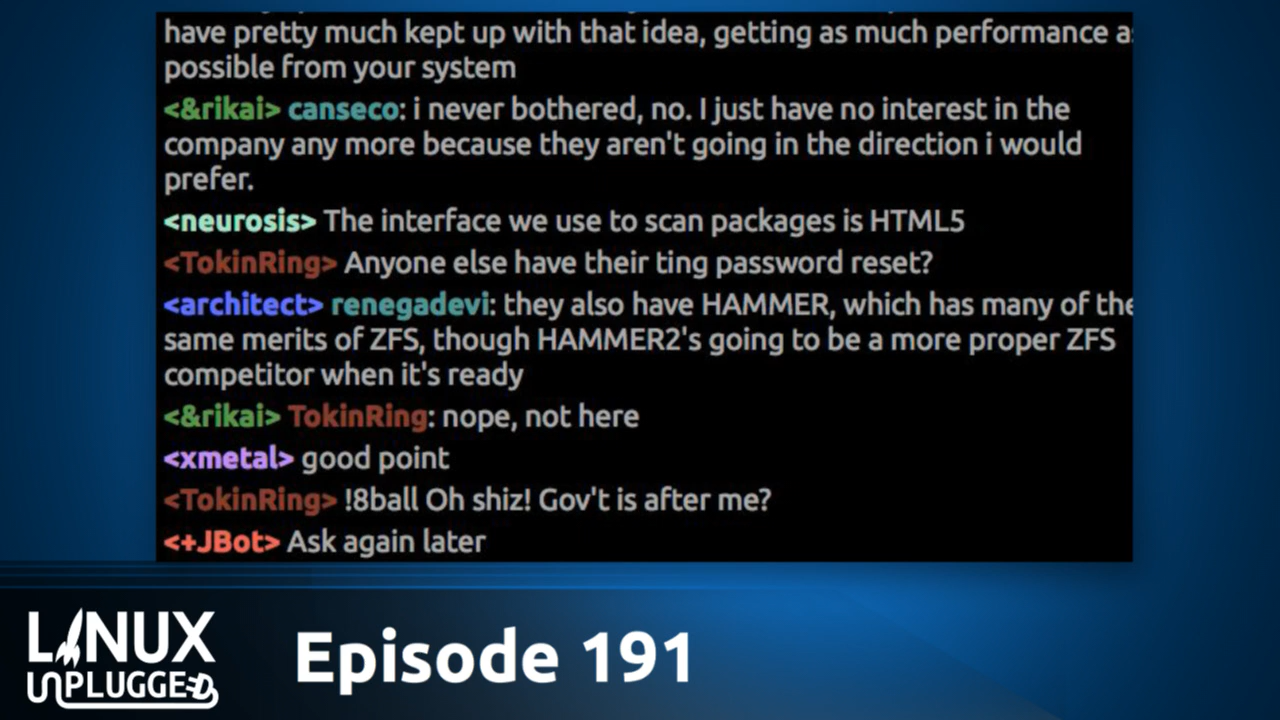 have pretty much kept up with that idea, getting as much performance as
possible from your system
<&rikai> canseco: i never bothered, no. I just have no interest in the
company any more because they aren't going in the direction i would
prefer.
<neurosis> The interface we use to scan packages is HTML5
<TokinRing> Anyone else have their ting password reset?
<architect> renegadevi: they also have HAMMER, which has many of the
same merits of ZFS, though HAMMER2's going to be a more proper ZFS
competitor when it's ready
<&rikai> TokinRing: nope, not here
<xmetal> good point
<TokinRing> !8ball Oh shiz! Gov't is after me?
<+JBot> Ask again later
LINUX
UNPLUGGED
Episode 191